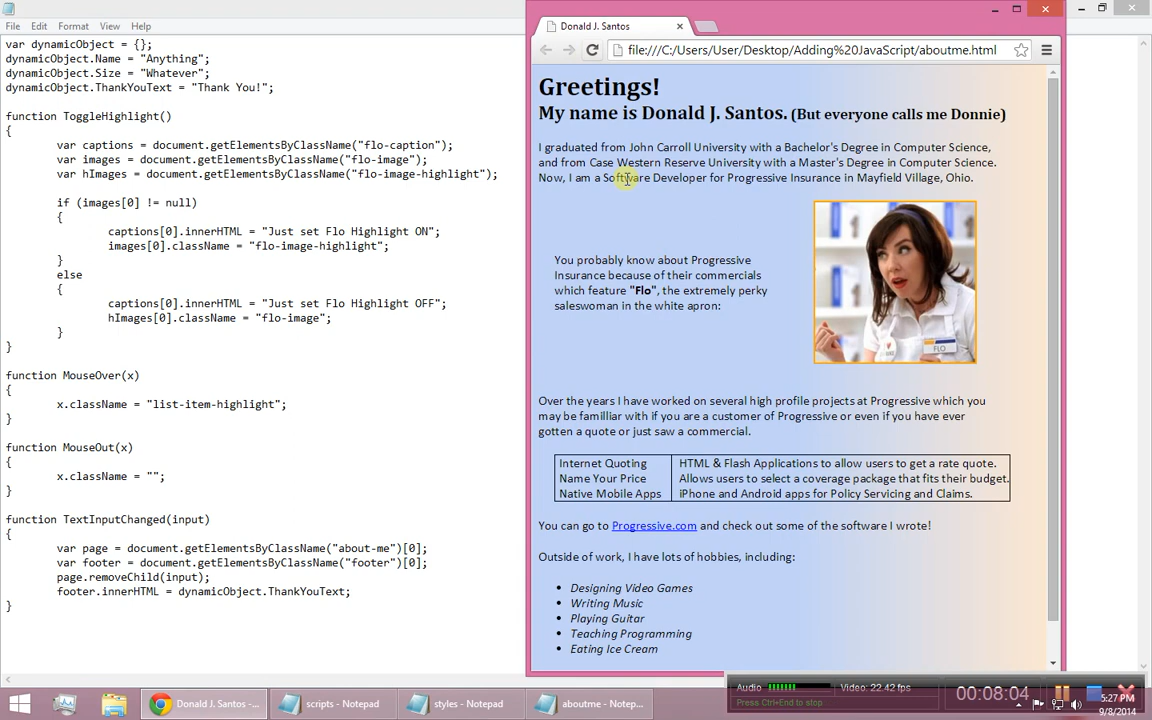 File Edit Format View Help
var dynamicObject = {};
dynamicObject.Name = "Anything";
dynamicObject.Size = "Whatever";
dynamicObject.ThankYouText = "Thank You!";
function ToggleHighlight()
{
var captions = document.getElementsByClassName("flo-caption");
var images = document.getElementsByClassName("flo-image");
var hImages = document.getElementsByClassName("flo-image-highlight");
if (images[0] != null)
{
captions[0].innerHTML = "Just set Flo Highlight ON";
images[0].className = "flo-image-highlight";
}
else
{
captions[0].innerHTML = "Just set Flo Highlight OFF";
hImages[0].className = "flo-image";
}
}
function MouseOver(x)
{
x.className = "list-item-highlight";
}
function MouseOut(x)
{
x.className = "";
}
function TextInputChanged(input)
{
var page = document.getElementsByClassName("about-me")[0];
var footer = document.getElementsByClassName("footer")[0];
page.removeChild(input);
footer.innerHTML = dynamicObject.ThankYouText;
}
Donald J. Santos
file:///C:/Users/User/Desktop/Adding%20JavaScript/aboutme.html
Greetings!
My name is Donald J. Santos. (But everyone calls me Donnie)
I graduated from John Carroll University with a Bachelor's Degree in Computer Science,
and from Case Western Reserve University with a Master's Degree in Computer Science.
Now, I am a Software Developer for Progressive Insurance in Mayfield Village, Ohio.
You probably know about Progressive
Insurance because of their commercials
which feature "Flo", the extremely perky
saleswoman in the white apron:
FLO
Over the years I have worked on several high profile projects at Progressive which you
may be familliar with if you are a customer of Progressive or even if you have ever
gotten a quote or just saw a commercial.
Internet Quoting HTML & Flash Applications to allow users to get a rate quote.
Name Your Price Allows users to select a coverage package that fits their budget.
Native Mobile Apps iPhone and Android apps for Policy Servicing and Claims.
You can go to Progressive.com and check out some of the software I wrote!
Outside of work, I have lots of hobbies, including:
• Designing Video Games
• Writing Music
• Playing Guitar
• Teaching Programming
• Eating Ice Cream
Donald J. Santos -... scripts - Notepad styles - Notepad aboutme - Notep...
Audio Video: 22.42 fps
Press Ctrl+End to stop
00:08:04
5:27 PM
9/8/2014